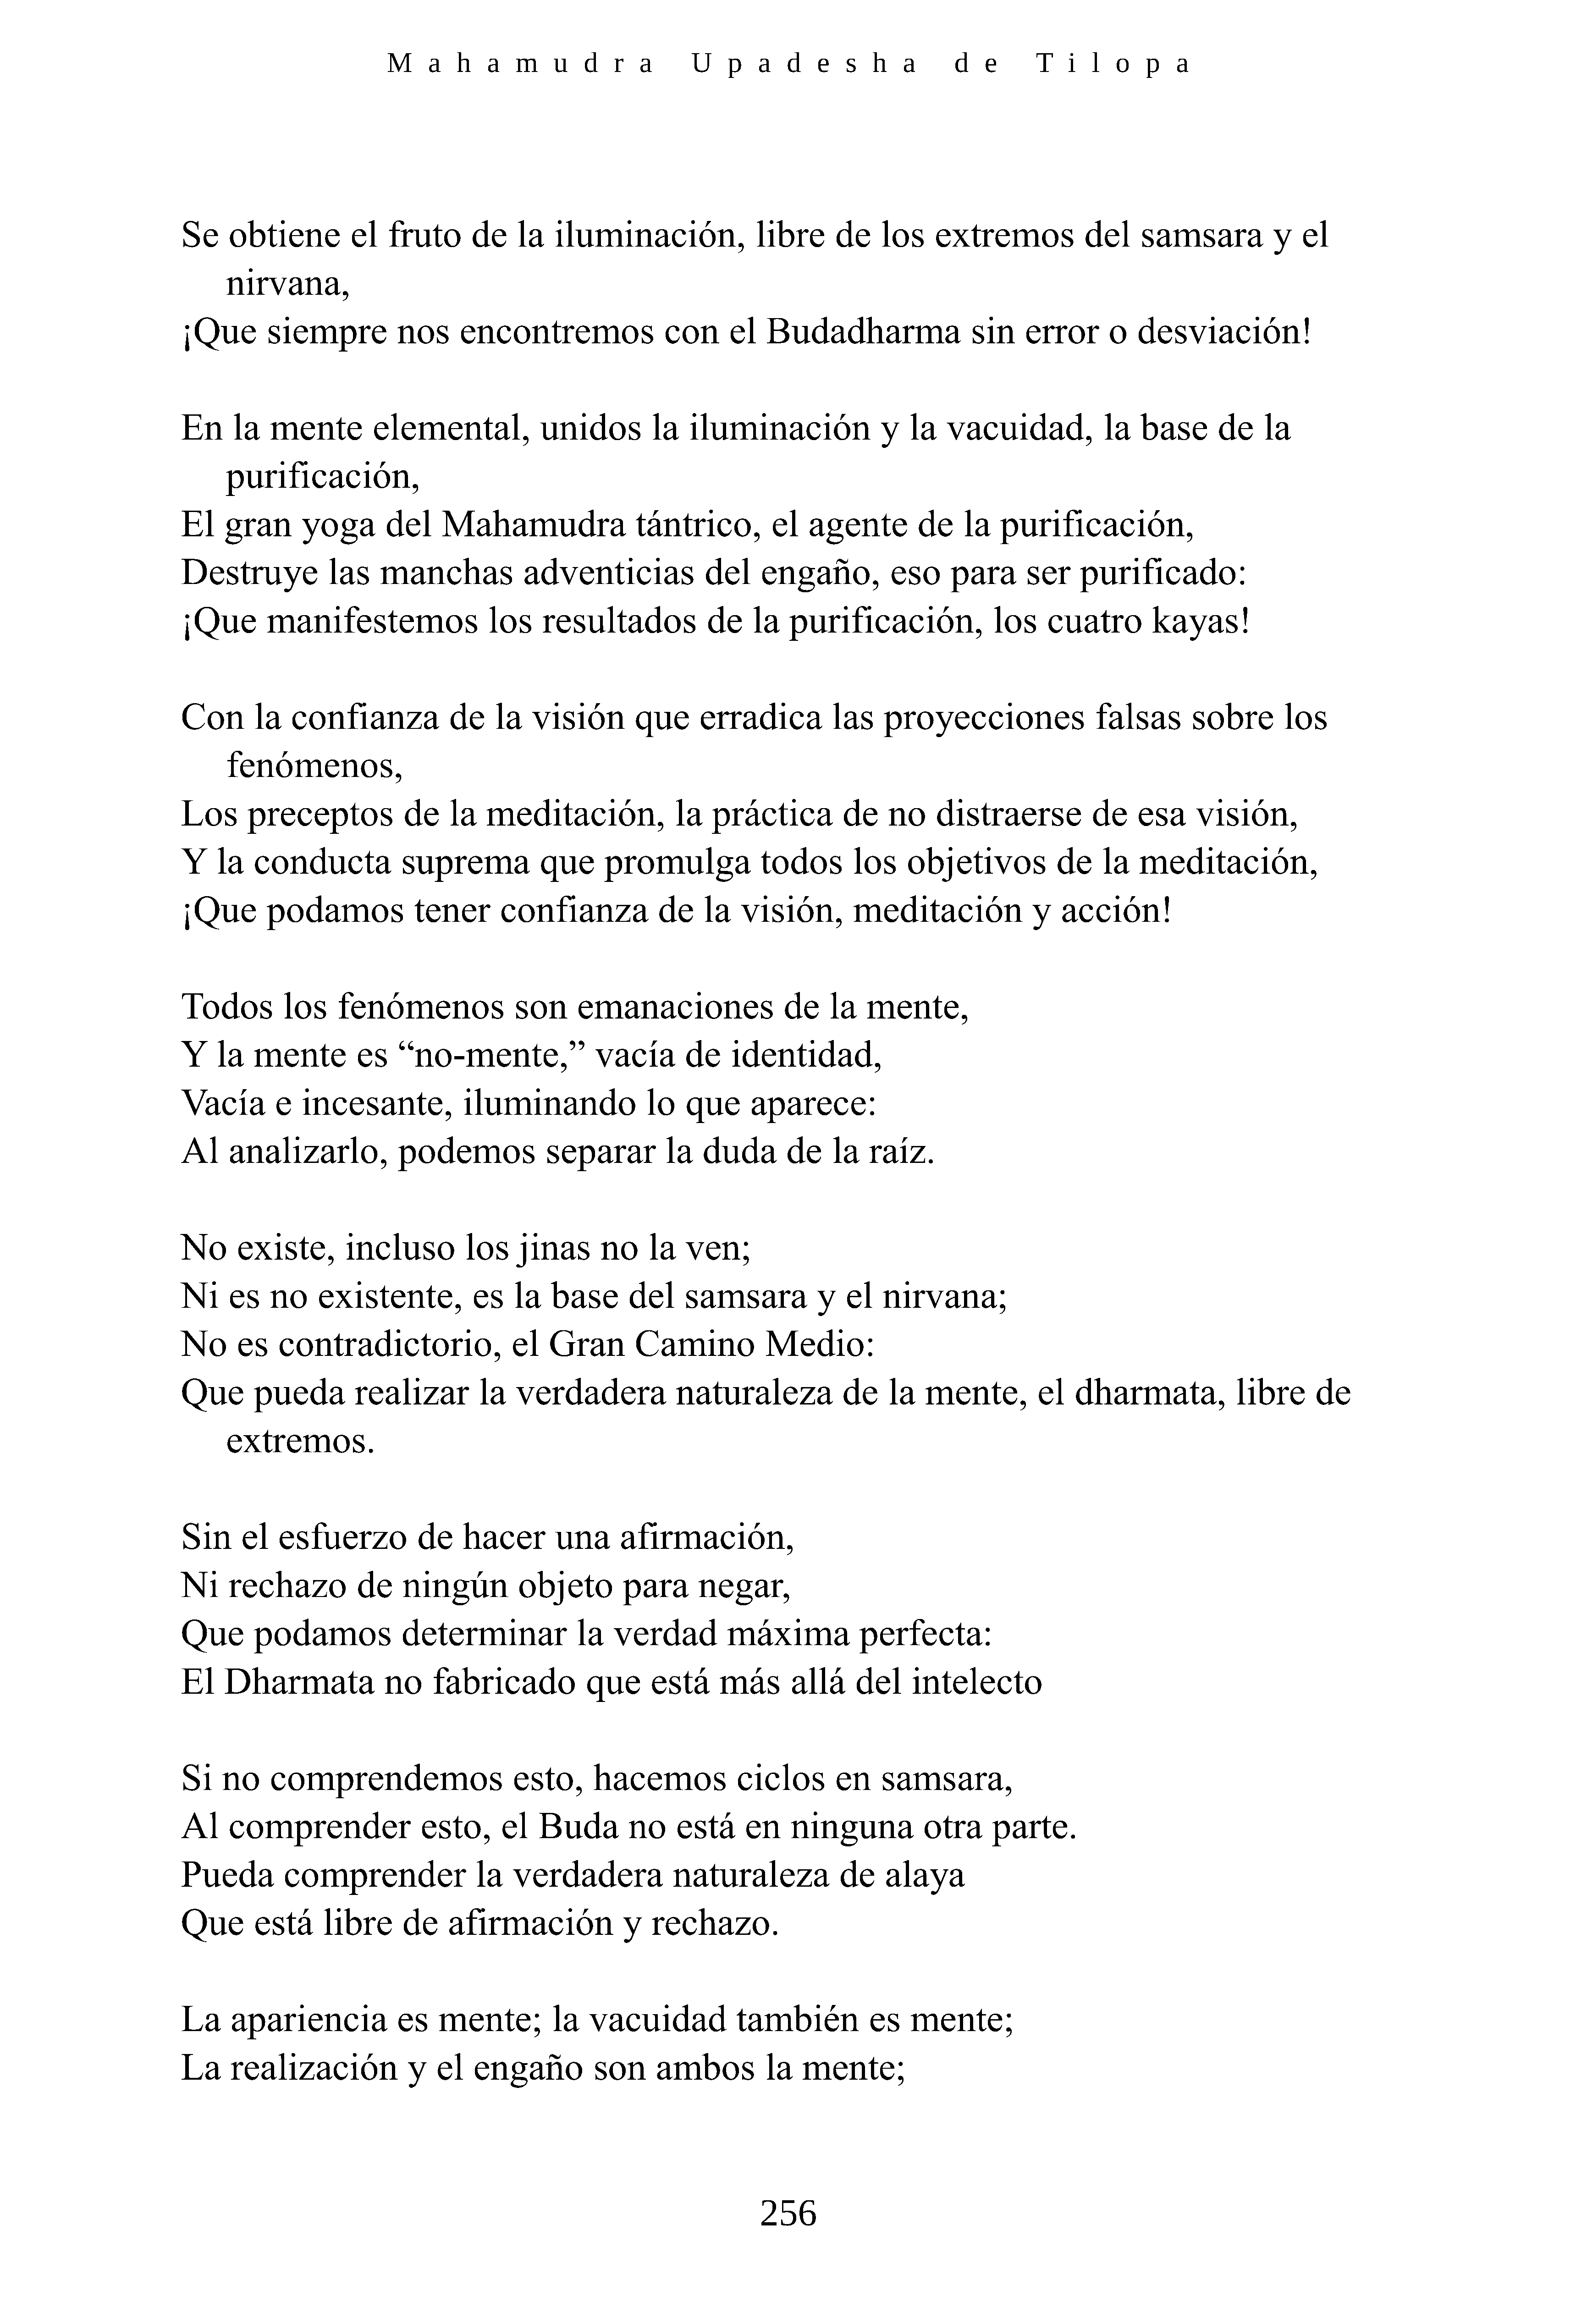 Mahamudra Upadesha de Tilopa
Se obtiene el fruto de la iluminación, libre de los extremos del samsara y el
nirvana,
¡Que siempre nos encontremos con el Budadharma sin error o desviación!
En la mente elemental, unidos la iluminación y la vacuidad, la base de la
purificación,
El gran yoga del Mahamudra tántrico, el agente de la purificación,
Destruye las manchas adventicias del engaño, eso para ser purificado:
¡Que manifestemos los resultados de la purificación, los cuatro kayas!
Con la confianza de la visión que erradica las proyecciones falsas sobre los
fenómenos,
Los preceptos de la meditación, la práctica de no distraerse de esa visión,
Y la conducta suprema que promulga todos los objetivos de la meditación,
¡Que podamos tener confianza de la visión, meditación y acción!
Todos los fenómenos son emanaciones de la mente,
Y la mente es “no-mente,” vacía de identidad,
Vacía e incesante, iluminando lo que aparece:
Al analizarlo, podemos separar la duda de la raíz.
No existe, incluso los jinas no la ven;
Ni es no existente, es la base del samsara y el nirvana;
No es contradictorio, el Gran Camino Medio:
Que pueda realizar la verdadera naturaleza de la mente, el dharmata, libre de
extremos.
Sin el esfuerzo de hacer una afirmación,
Ni rechazo de ningún objeto para negar,
Que podamos determinar la verdad máxima perfecta:
El Dharmata no fabricado que está más allá del intelecto
Si no comprendemos esto, hacemos ciclos en samsara,
Al comprender esto, el Buda no está en ninguna otra parte.
Pueda comprender la verdadera naturaleza de alaya
Que está libre de afirmación y rechazo.
La apariencia es mente; la vacuidad también es mente;
La realización y el engaño son ambos la mente;
256